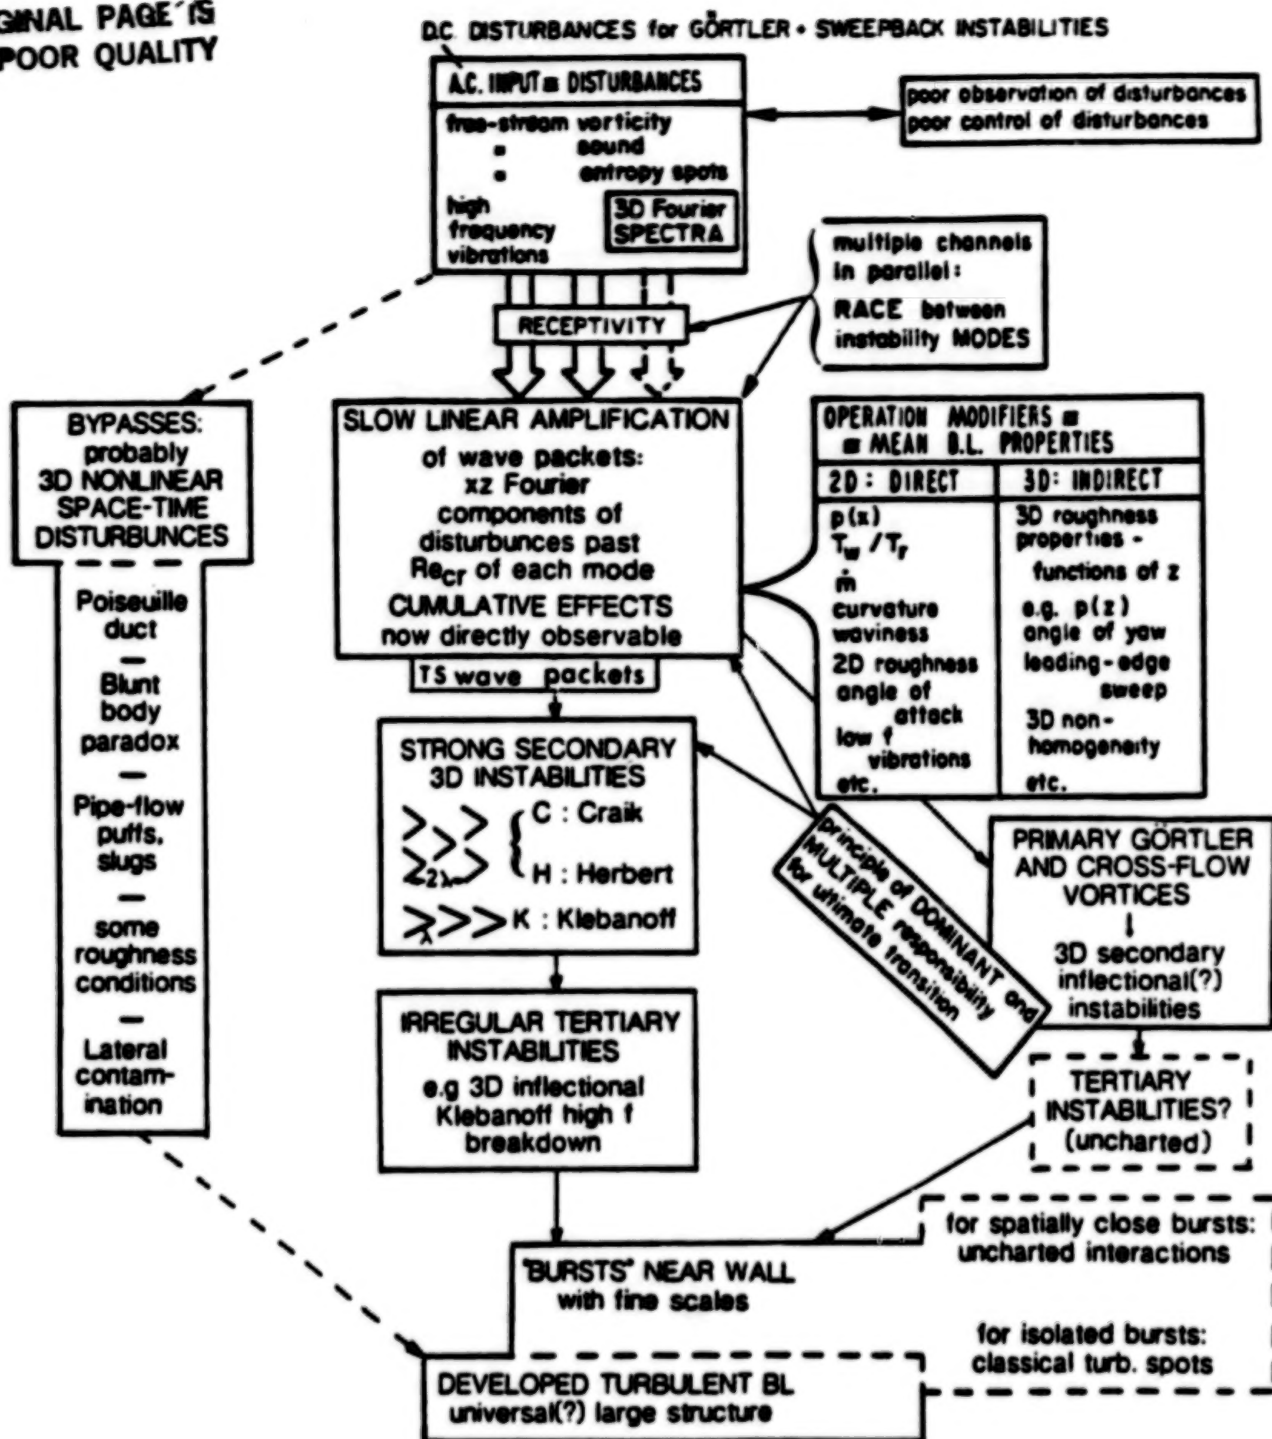 GINAL PAGE IS
POOR QUALITY
D.C. DISTURBANCES for GÖRTLER + SWEEPBACK INSTABILITIES
A.C. INPUT ≡ DISTURBANCES
free-stream vorticity
" sound
" entropy spots
high
frequency
vibrations
3D Fourier
SPECTRA
poor observation of disturbances
poor control of disturbances
multiple channels
in parallel:
RACE between
instability MODES
RECEPTIVITY
BYPASSES:
probably
3D NONLINEAR
SPACE-TIME
DISTURBUNCES
Poiseuille
duct
—
Blunt
body
paradox
—
Pipe-flow
puffs,
slugs
—
some
roughness
conditions
—
Lateral
contam-
ination
SLOW LINEAR AMPLIFICATION
of wave packets:
xz Fourier
components of
disturbunces past
Re_cr of each mode
CUMULATIVE EFFECTS
now directly observable
TS wave packets
OPERATION MODIFIERS ≡
≡ MEAN B.L. PROPERTIES
2D: DIRECT
p(x)
T_w / T_r
ṁ
curvature
waviness
2D roughness
angle of
attack
low f
vibrations
etc.
3D: INDIRECT
3D roughness
properties -
functions of z
e.g. p(z)
angle of yaw
leading-edge
sweep
3D non-
homogeneity
etc.
STRONG SECONDARY
3D INSTABILITIES
C : Craik
2λ
H : Herbert
λ
K : Klebanoff
principle of DOMINANT and
MULTIPLE responsibility
for ultimate transition
PRIMARY GÖRTLER
AND CROSS-FLOW
VORTICES
↓
3D secondary
inflectional(?)
instabilities
IRREGULAR TERTIARY
INSTABILITIES
e.g 3D inflectional
Klebanoff high f
breakdown
TERTIARY
INSTABILITIES?
(uncharted)
"BURSTS" NEAR WALL
with fine scales
for spatially close bursts:
uncharted interactions
for isolated bursts:
classical turb. spots
DEVELOPED TURBULENT BL
universal(?) large structure